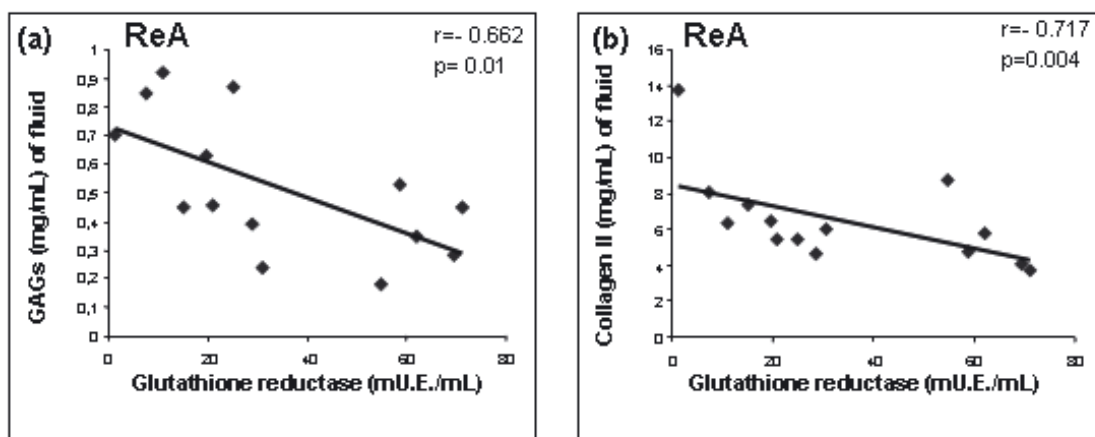 (a) ReA
r=- 0.662
p= 0.01
GAGs (mg/mL) of fluid
1
0,9
0,8
0,7
0,6
0,5
0,4
0,3
0,2
0,1
0
0 20 40 60 80
Glutathione reductase (mU.E./mL)
(b) ReA
r=- 0.717
p=0.004
Collagen II (mg/mL) of fluid
16
14
12
10
8
6
4
2
0
0 20 40 60 80
Glutathione reductase (mU.E./mL)